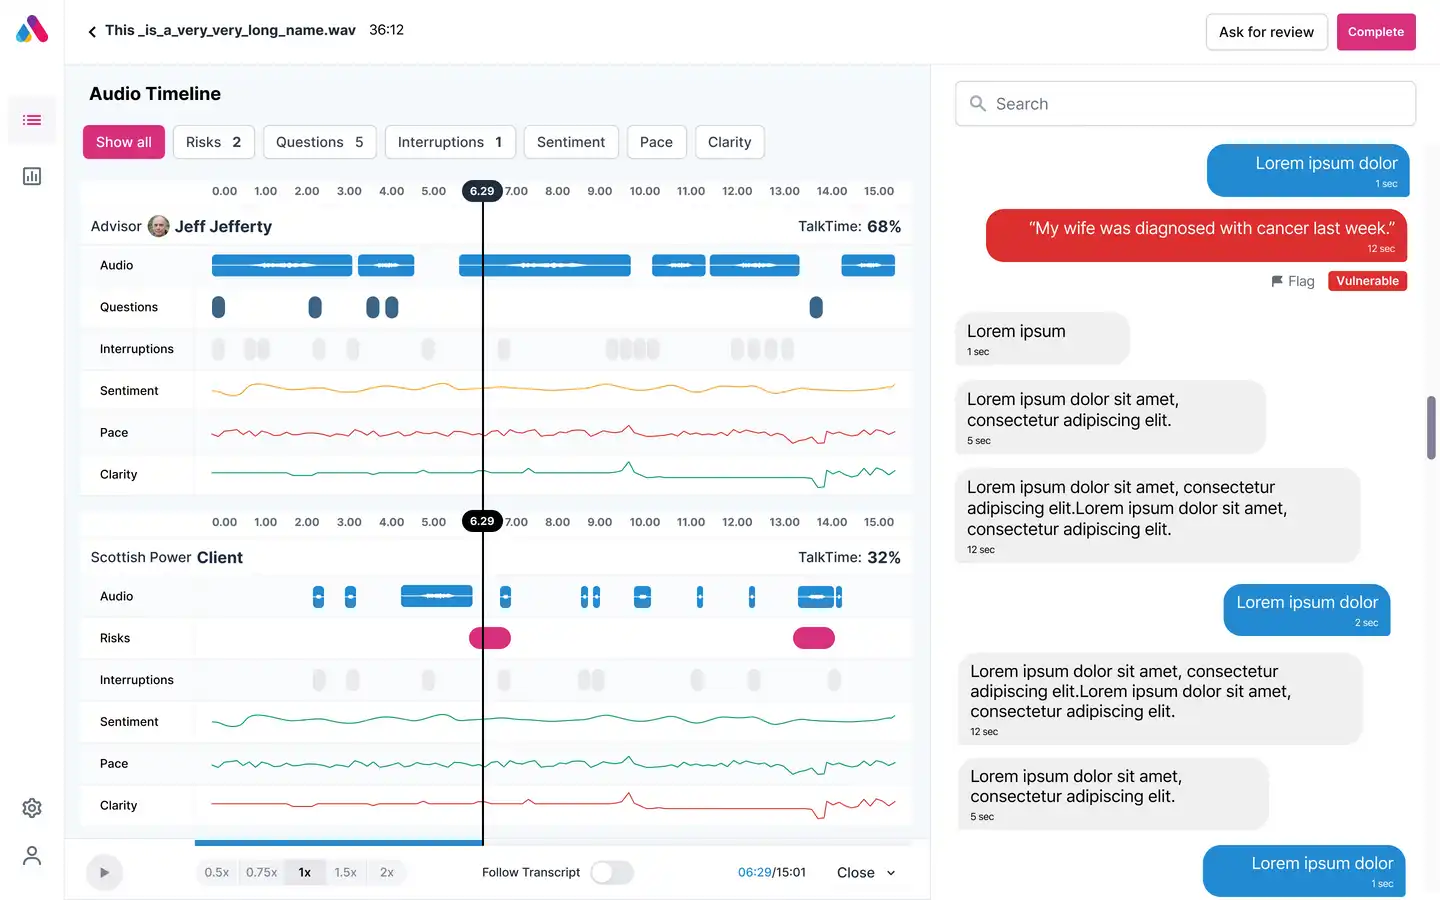 This _is_a_very_very_long_name.wav 36:12
Ask for review
Complete
Audio Timeline
Show all
Risks 2
Questions 5
Interruptions 1
Sentiment
Pace
Clarity
0.00 1.00 2.00 3.00 4.00 5.00 6.29 7.00 8.00 9.00 10.00 11.00 12.00 13.00 14.00 15.00
Advisor Jeff Jefferty
TalkTime: 68%
Audio
Questions
Interruptions
Sentiment
Pace
Clarity
0.00 1.00 2.00 3.00 4.00 5.00 6.29 7.00 8.00 9.00 10.00 11.00 12.00 13.00 14.00 15.00
Scottish Power Client
TalkTime: 32%
Audio
Risks
Interruptions
Sentiment
Pace
Clarity
0.5x 0.75x 1x 1.5x 2x
Follow Transcript
06:29/15:01
Close
Search
Lorem ipsum dolor
1 sec
“My wife was diagnosed with cancer last week.”
12 sec
Flag
Vulnerable
Lorem ipsum
1 sec
Lorem ipsum dolor sit amet,
consectetur adipiscing elit.
5 sec
Lorem ipsum dolor sit amet, consectetur
adipiscing elit.Lorem ipsum dolor sit amet,
consectetur adipiscing elit.
12 sec
Lorem ipsum dolor
2 sec
Lorem ipsum dolor sit amet, consectetur
adipiscing elit.Lorem ipsum dolor sit amet,
consectetur adipiscing elit.
12 sec
Lorem ipsum dolor sit amet,
consectetur adipiscing elit.
5 sec
Lorem ipsum dolor
1 sec